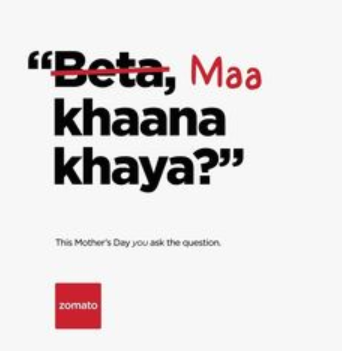 “Beta, Maa
khaana
khaya?”
This Mother's Day you ask the question.
zomato